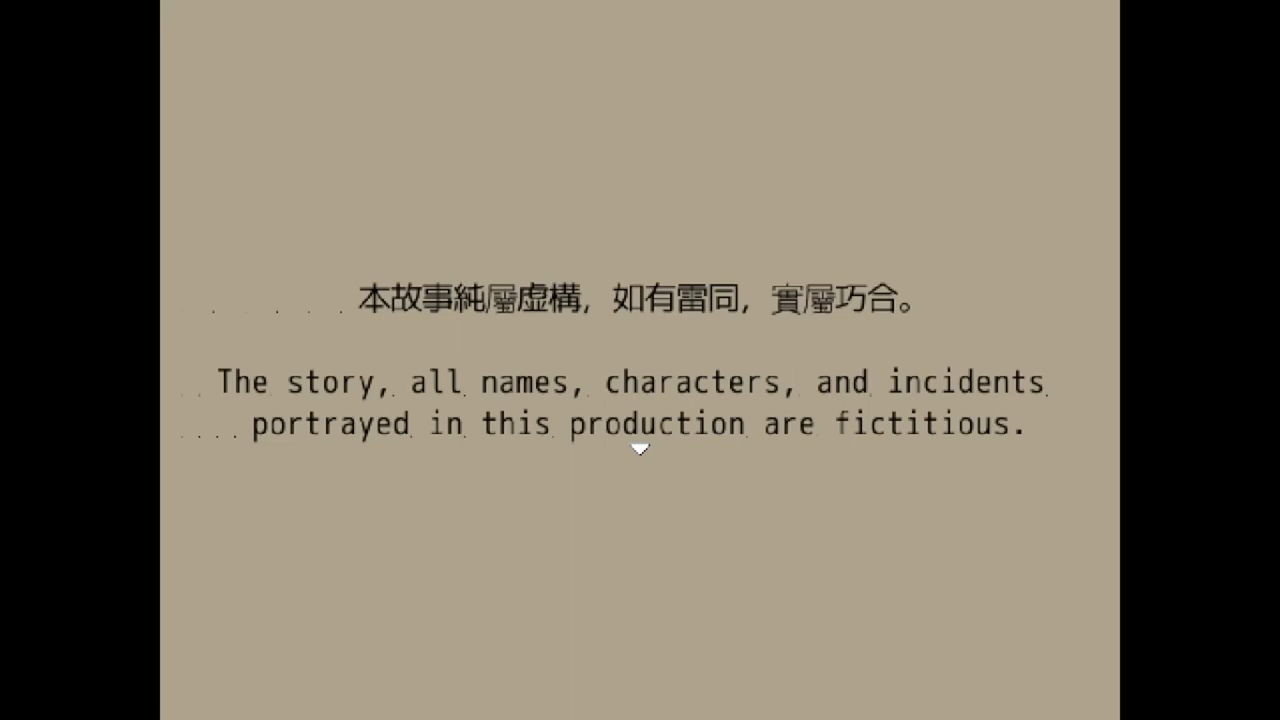 本故事純屬虛構，如有雷同，實屬巧合。
The story, all names, characters, and incidents
portrayed in this production are fictitious.